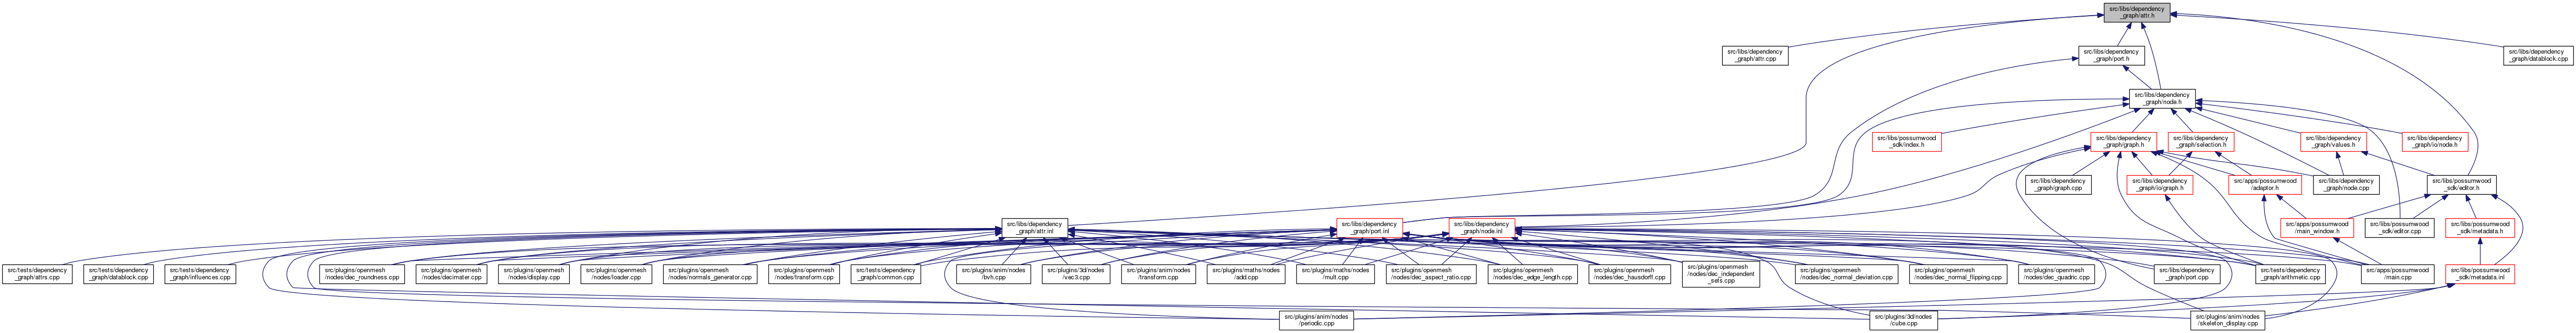 src/libs/dependency
_graph/attr.h
src/libs/dependency
_graph/attr.cpp
src/libs/dependency
_graph/port.h
src/libs/dependency
_graph/datablock.cpp
src/libs/dependency
_graph/node.h
src/libs/possumwood
_sdk/index.h
src/libs/dependency
_graph/graph.h
src/libs/dependency
_graph/selection.h
src/libs/dependency
_graph/values.h
src/libs/dependency
_graph/io/node.h
src/libs/dependency
_graph/graph.cpp
src/libs/dependency
_graph/io/graph.h
src/apps/possumwood
/adaptor.h
src/libs/dependency
_graph/node.cpp
src/libs/possumwood
_sdk/editor.h
src/libs/dependency
_graph/attr.inl
src/libs/dependency
_graph/port.inl
src/libs/dependency
_graph/node.inl
src/apps/possumwood
/main_window.h
src/libs/possumwood
_sdk/editor.cpp
src/libs/possumwood
_sdk/metadata.h
src/tests/dependency
_graph/attrs.cpp
src/tests/dependency
_graph/datablock.cpp
src/tests/dependency
_graph/influences.cpp
src/plugins/openmesh
/nodes/dec_roundness.cpp
src/plugins/openmesh
/nodes/decimater.cpp
src/plugins/openmesh
/nodes/display.cpp
src/plugins/openmesh
/nodes/loader.cpp
src/plugins/openmesh
/nodes/normals_generator.cpp
src/plugins/openmesh
/nodes/transform.cpp
src/tests/dependency
_graph/common.cpp
src/plugins/anim/nodes
/bvh.cpp
src/plugins/3d/nodes
/vec3.cpp
src/plugins/anim/nodes
/transform.cpp
src/plugins/maths/nodes
/add.cpp
src/plugins/maths/nodes
/mult.cpp
src/plugins/openmesh
/nodes/dec_aspect_ratio.cpp
src/plugins/openmesh
/nodes/dec_edge_length.cpp
src/plugins/openmesh
/nodes/dec_hausdorff.cpp
src/plugins/openmesh
/nodes/dec_independent
_sets.cpp
src/plugins/openmesh
/nodes/dec_normal_deviation.cpp
src/plugins/openmesh
/nodes/dec_normal_flipping.cpp
src/plugins/openmesh
/nodes/dec_quadric.cpp
src/libs/dependency
_graph/port.cpp
src/tests/dependency
_graph/arithmetic.cpp
src/apps/possumwood
/main.cpp
src/libs/possumwood
_sdk/metadata.inl
src/plugins/anim/nodes
/periodic.cpp
src/plugins/3d/nodes
/cube.cpp
src/plugins/anim/nodes
/skeleton_display.cpp